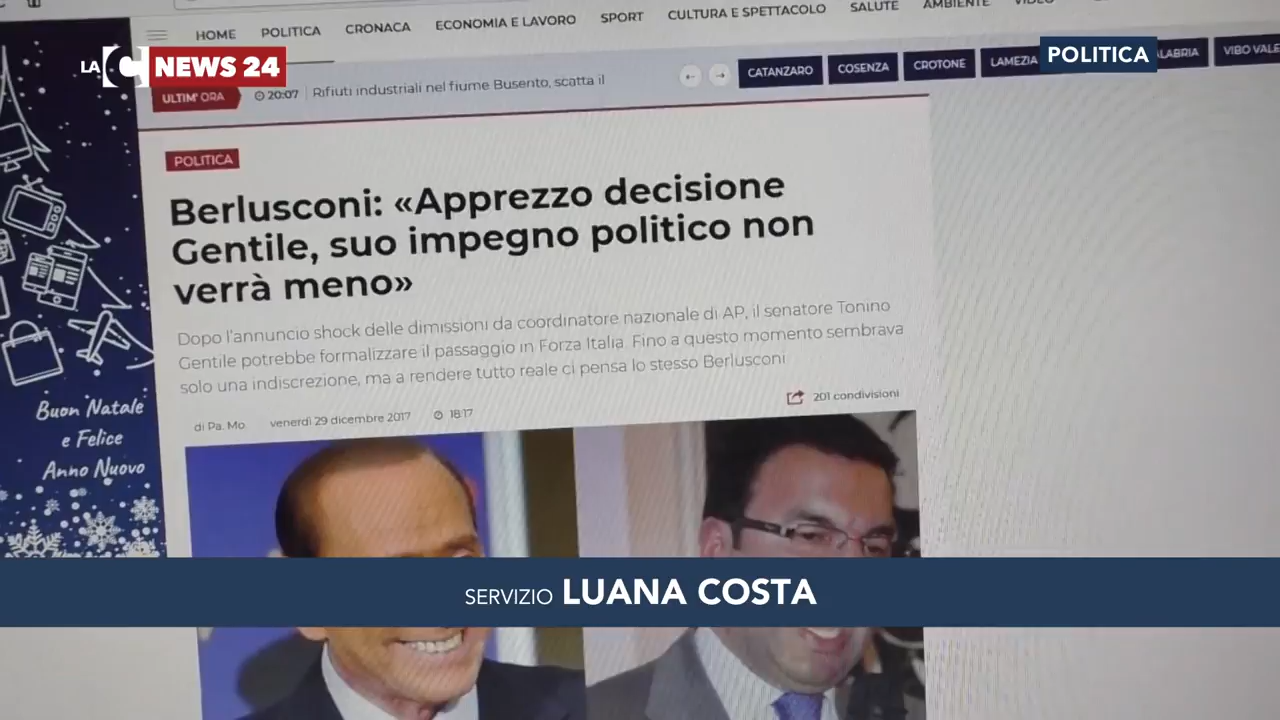 HOME POLITICA CRONACA ECONOMIA E LAVORO SPORT CULTURA E SPETTACOLO SALUTE AMBIENTE VIDEO
LA C NEWS 24
POLITICA
ULTIM'ORA 20:07 Rifiuti industriali nel fiume Busento, scatta il
← → CATANZARO COSENZA CROTONE LAMEZIA ALABRIA VIBO VALE
POLITICA
Berlusconi: «Apprezzo decisione
Gentile, suo impegno politico non
verrà meno»
Dopo l'annuncio shock delle dimissioni da coordinatore nazionale di AP, il senatore Tonino
Gentile potrebbe formalizzare il passaggio in Forza Italia. Fino a questo momento sembrava
solo una indiscrezione, ma a rendere tutto reale ci pensa lo stesso Berlusconi
di Pa. Mo venerdì 29 dicembre 2017 18:17
201 condivisioni
Buon Natale
e Felice
Anno Nuovo
SERVIZIO LUANA COSTA